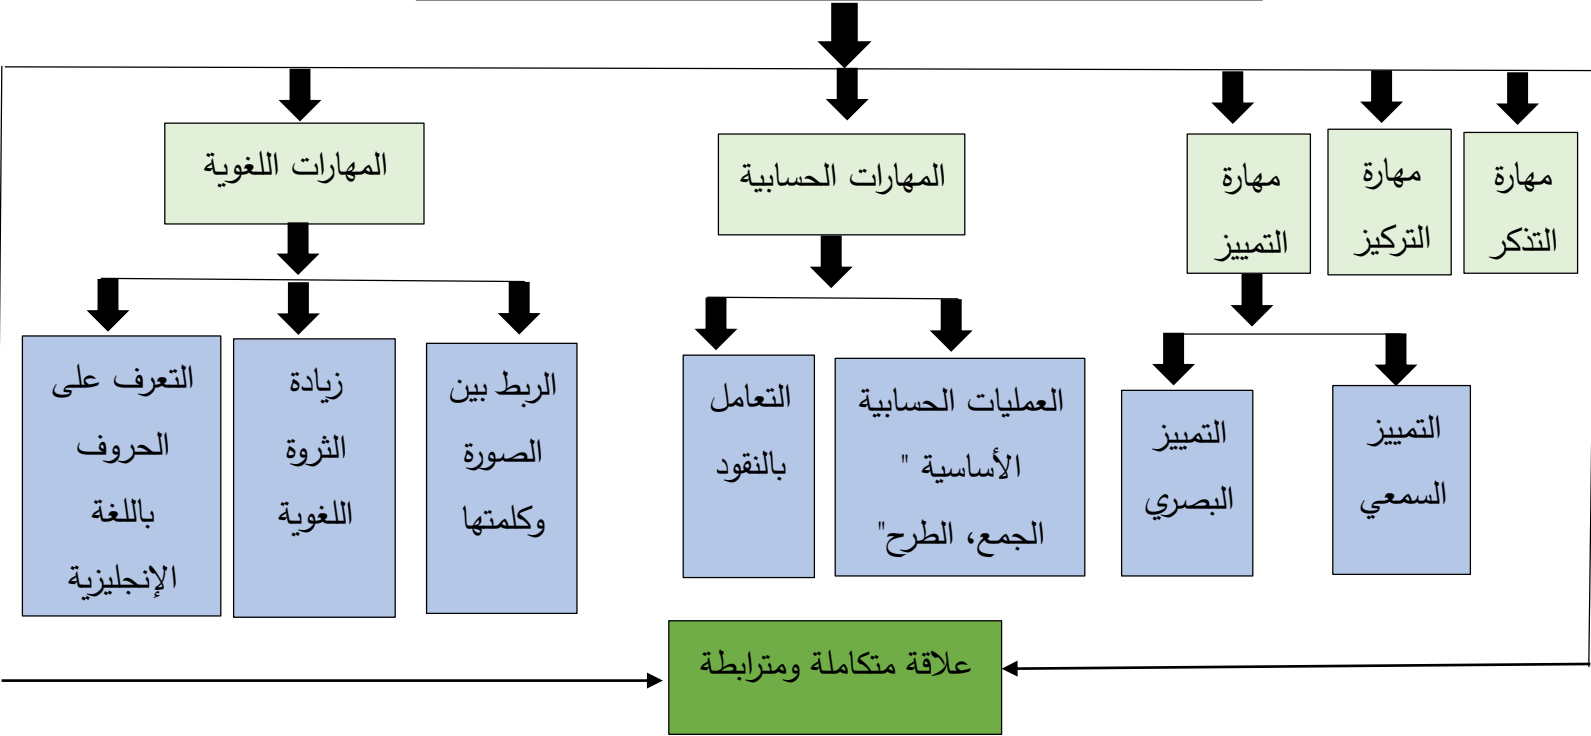 مهارة
التذكر
مهارة
التركيز
مهارة
التمييز
المهارات الحسابية
المهارات اللغوية
التمييز
السمعي
التمييز
البصري
العمليات الحسابية
الأساسية "
الجمع، الطرح"
التعامل
بالنقود
الربط بين
الصورة
وكلمتها
زيادة
الثروة
اللغوية
التعرف على
الحروف
باللغة
الإنجليزية
علاقة متكاملة ومترابطة